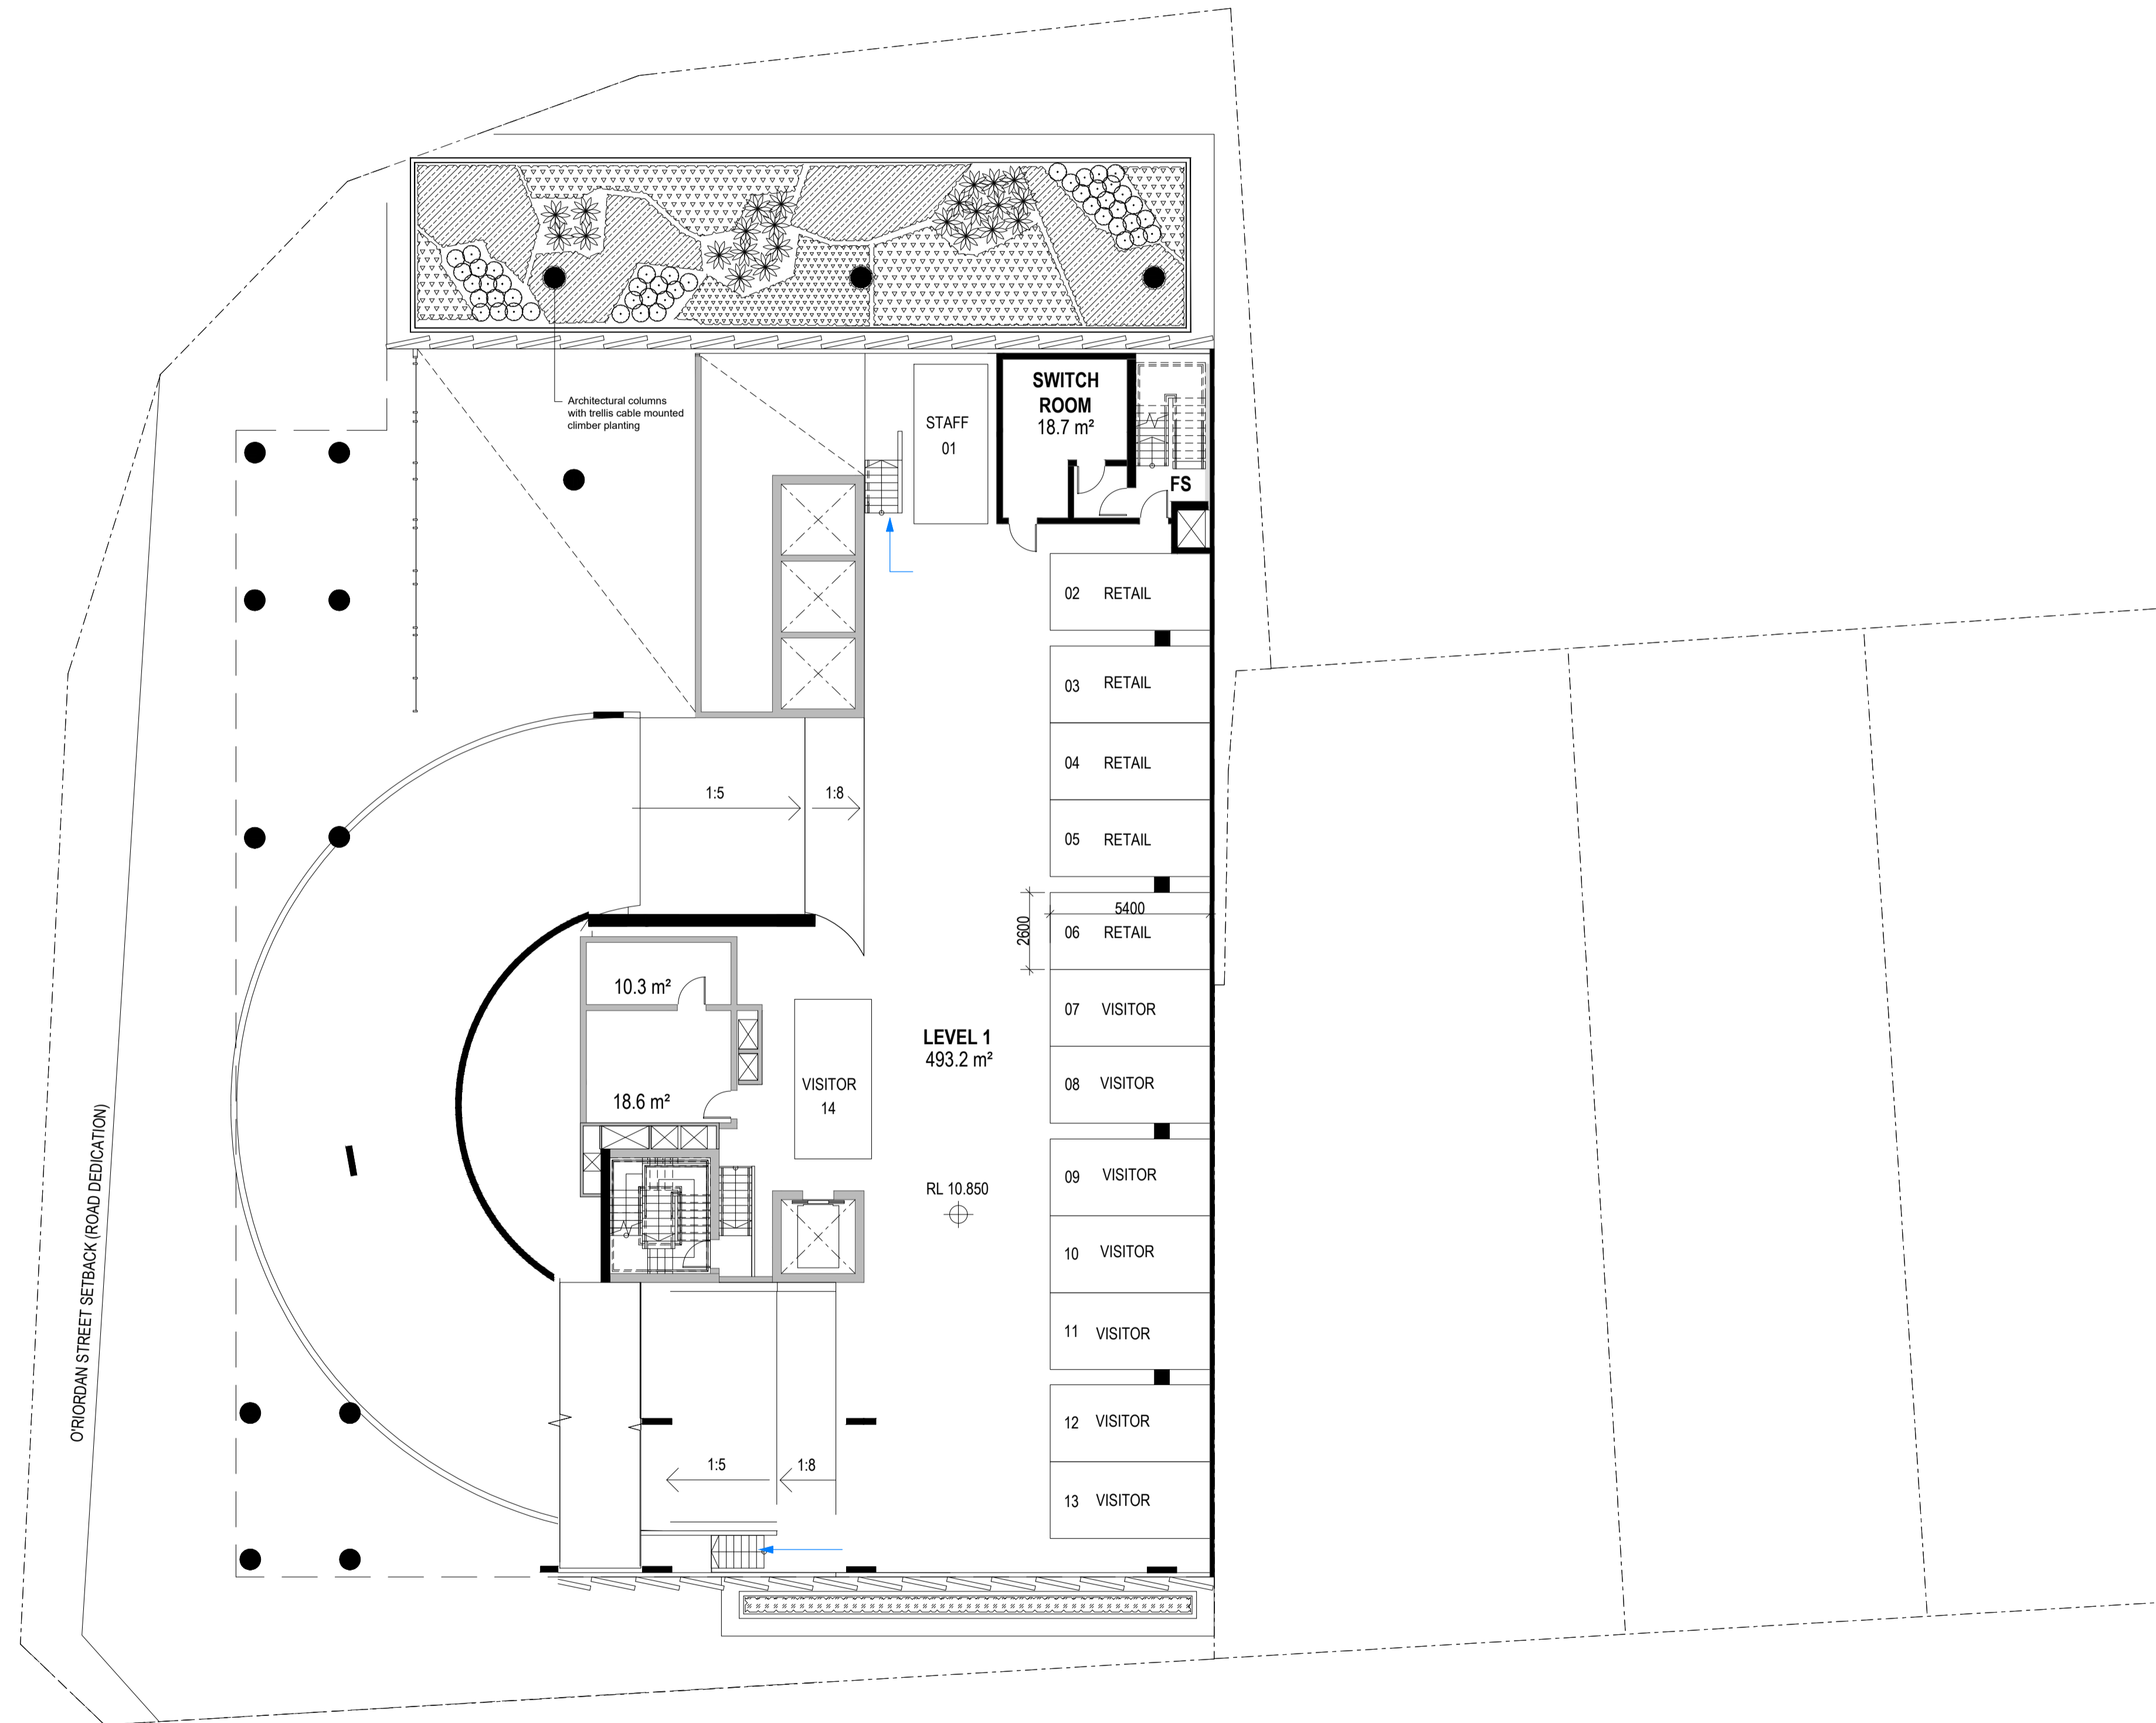 Architectural columns
with trellis cable mounted
climber planting
STAFF
01
SWITCH
ROOM
18.7 m²
FS
02 RETAIL
03 RETAIL
04 RETAIL
05 RETAIL
1:5
1:8
5400
2600
06 RETAIL
07 VISITOR
08 VISITOR
10.3 m²
18.6 m²
VISITOR
14
LEVEL 1
493.2 m²
RL 10.850
09 VISITOR
10 VISITOR
11 VISITOR
12 VISITOR
13 VISITOR
1:5
1:8
O'RIORDAN STREET SETBACK (ROAD DEDICATION)